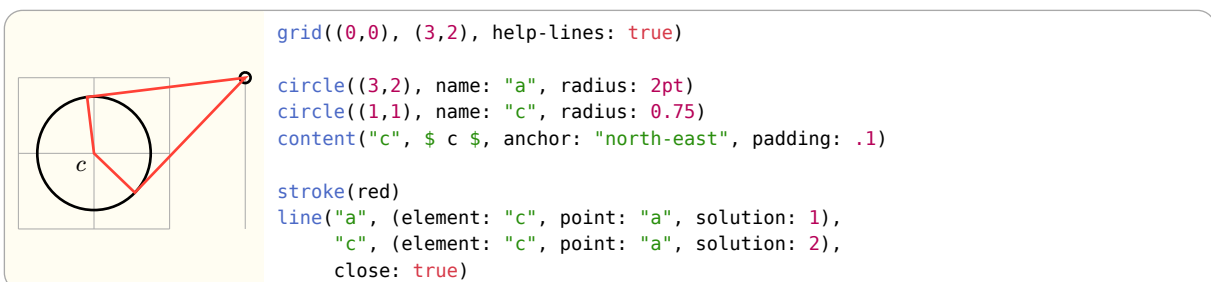 grid((0,0), (3,2), help-lines: true)
circle((3,2), name: "a", radius: 2pt)
circle((1,1), name: "c", radius: 0.75)
content("c", $ c $, anchor: "north-east", padding: .1)
c
stroke(red)
line("a", (element: "c", point: "a", solution: 1),
"c", (element: "c", point: "a", solution: 2),
close: true)